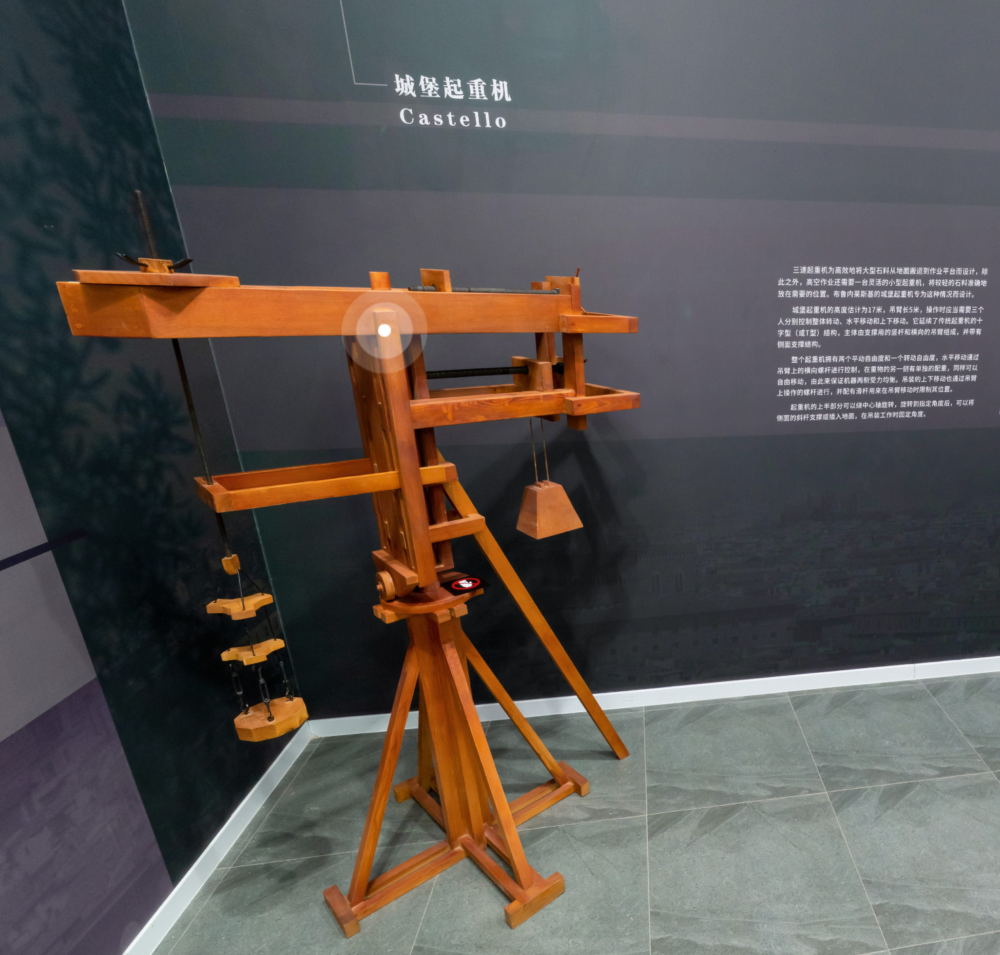 城堡起重机
Castello
三速起重机为高效地将大型石料从地面搬运到作业平台而设计，除
此之外，高空作业还需要一台灵活的小型起重机，将较轻的石料准确地
放在需要的位置。布鲁内莱斯基的城堡起重机专为这种情况而设计。
城堡起重机的高度估计为17米，吊臂长5米，操作时应当需要三个
人分别控制整体转动、水平移动和上下移动。它延续了传统起重机的十
字型（或T型）结构，主体由支撑用的竖杆和横向的吊臂组成，并带有
侧面支撑结构。
整个起重机拥有两个平动自由度和一个转动自由度，水平移动通过
吊臂上的横向螺杆进行控制，在重物的另一侧有单独的配重，同样可以
自由移动，由此来保证机器两侧受力均衡。吊装的上下移动也通过吊臂
上操作的螺杆进行，并配有滑杆用来在吊臂移动时限制其位置。
起重机的上半部分可以绕中心轴旋转，旋转到指定角度后，可以将
侧面的斜杆支撑或插入地面，在吊装工作时固定角度。